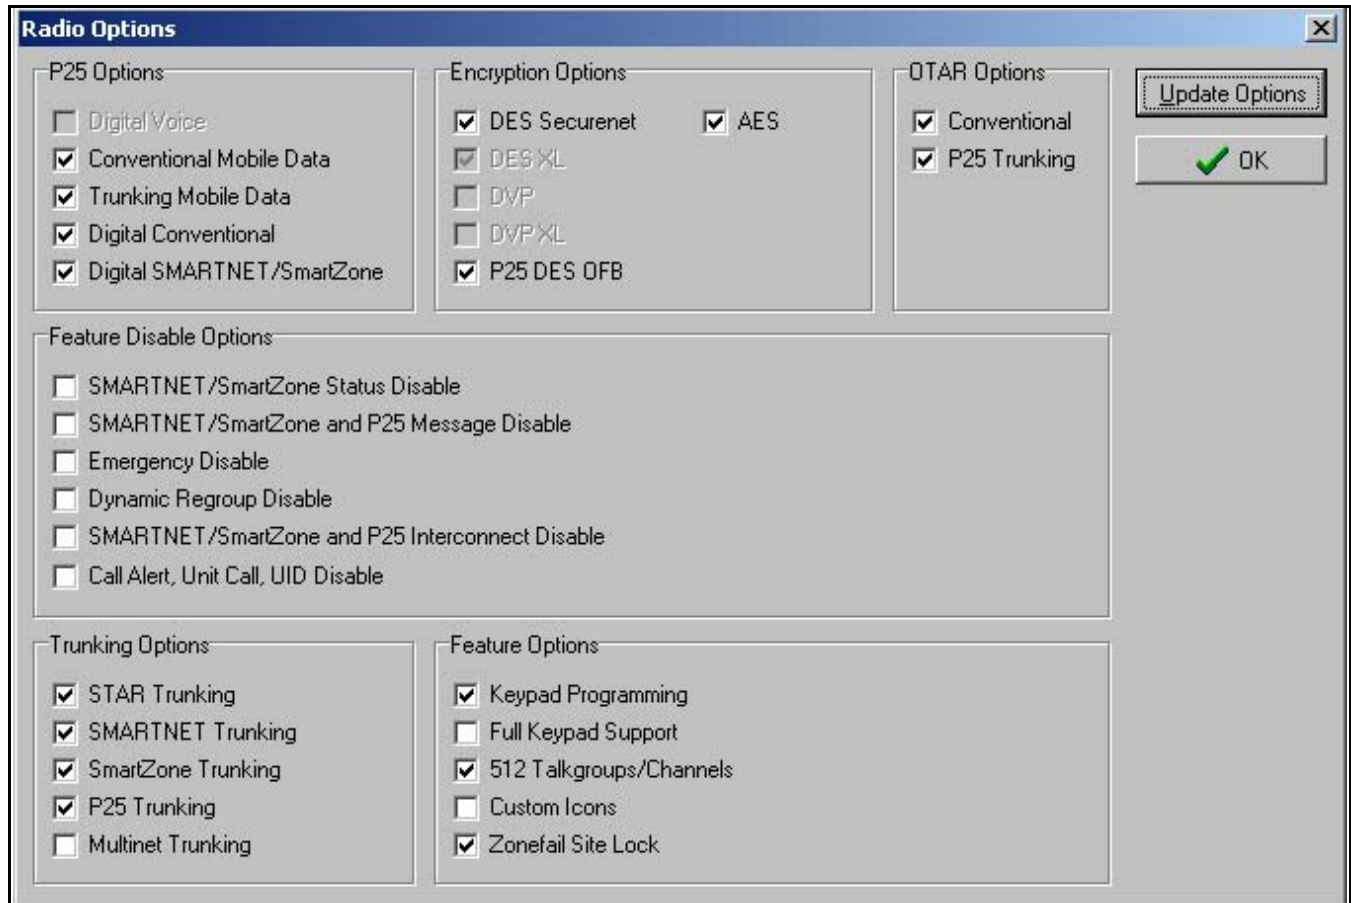 Radio Options
P25 Options
Digital Voice
Conventional Mobile Data
Trunking Mobile Data
Digital Conventional
Digital SMARTNET/SmartZone
Encryption Options
DES Securenet
AES
DES XL
DVP
DVP XL
P25 DES OFB
OTAR Options
Conventional
P25 Trunking
Update Options
OK
Feature Disable Options
SMARTNET/SmartZone Status Disable
SMARTNET/SmartZone and P25 Message Disable
Emergency Disable
Dynamic Regroup Disable
SMARTNET/SmartZone and P25 Interconnect Disable
Call Alert, Unit Call, UID Disable
Trunking Options
STAR Trunking
SMARTNET Trunking
SmartZone Trunking
P25 Trunking
Multinet Trunking
Feature Options
Keypad Programming
Full Keypad Support
512 Talkgroups/Channels
Custom Icons
Zonefail Site Lock